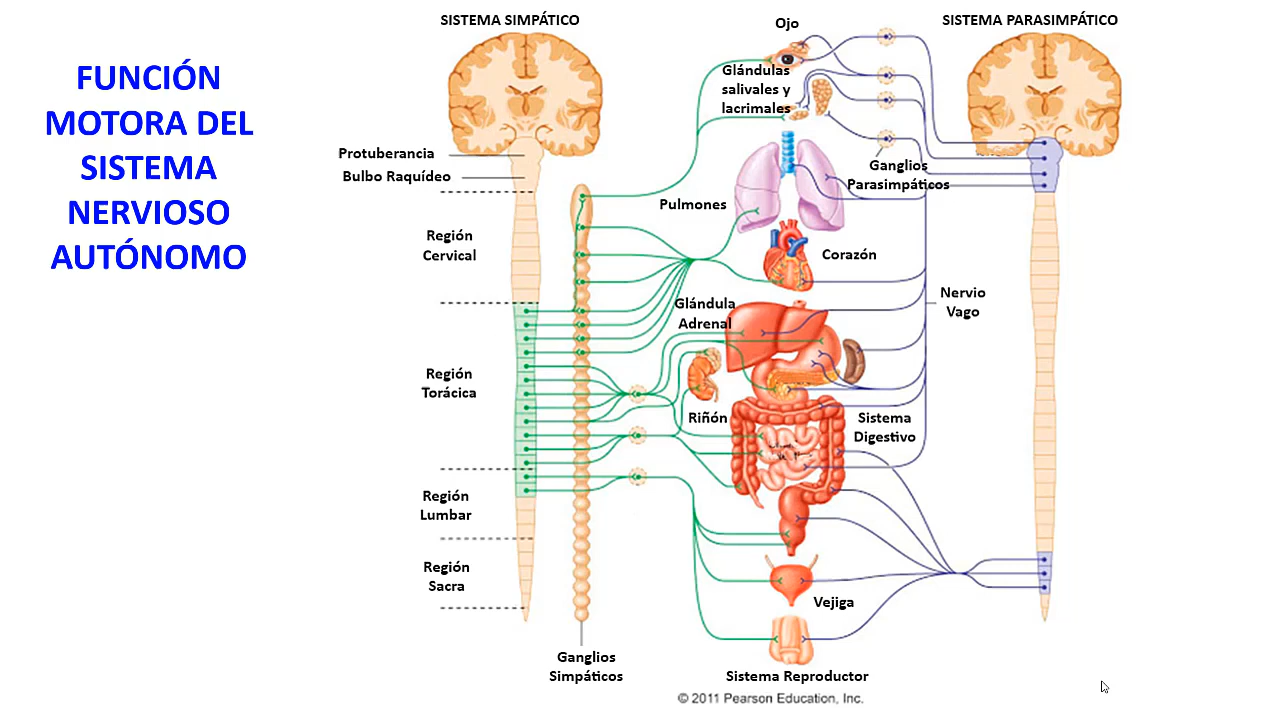 FUNCIÓN
MOTORA DEL
SISTEMA
NERVIOSO
AUTÓNOMO
SISTEMA SIMPÁTICO
Protuberancia
Bulbo Raquídeo
Región
Cervical
Región
Torácica
Región
Lumbar
Región
Sacra
Ganglios
Simpáticos
Ojo
Glándulas
salivales y
lacrimales
Pulmones
Corazón
Glándula
Adrenal
Riñón
Sistema
Digestivo
Vejiga
Sistema Reproductor
SISTEMA PARASIMPÁTICO
Ganglios
Parasimpáticos
Nervio
Vago
© 2011 Pearson Education, Inc.